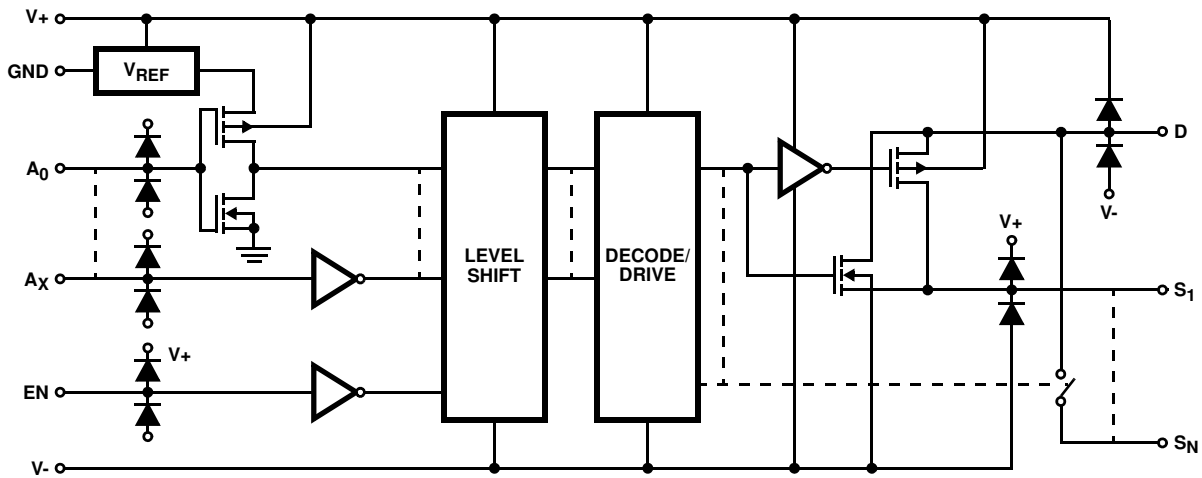 V+
GND
VREF
A0
AX
V+
EN
V-
LEVEL
SHIFT
DECODE/
DRIVE
D
V-
V+
S1
SN